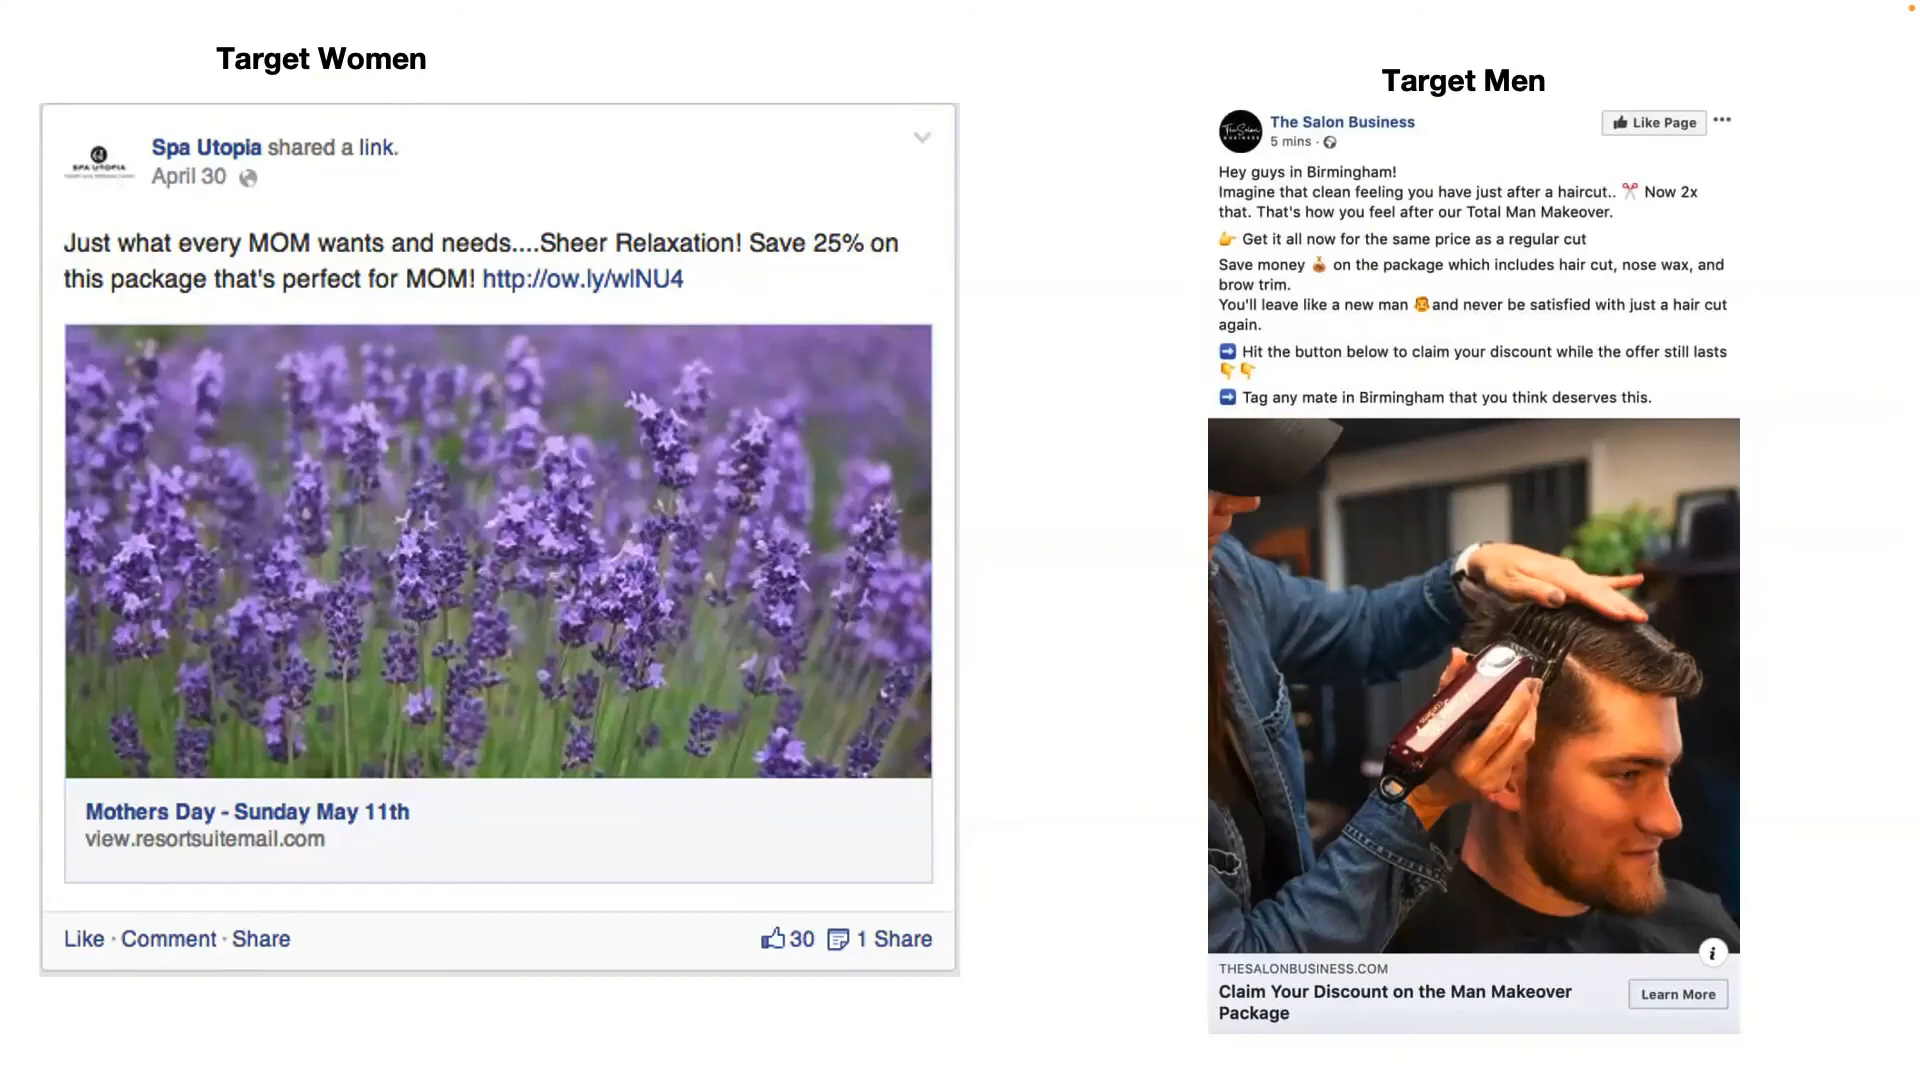 Target Women
SPA UTOPIA
Spa Utopia shared a link.
April 30
Just what every MOM wants and needs....Sheer Relaxation! Save 25% on
this package that's perfect for MOM! http://ow.ly/wlNU4
Mothers Day - Sunday May 11th
view.resortsuitemail.com
Like · Comment · Share
30
1 Share
Target Men
The Salon
BUSINESS
The Salon Business
5 mins ·
Like Page
Hey guys in Birmingham!
Imagine that clean feeling you have just after a haircut.. ✂️ Now 2x
that. That's how you feel after our Total Man Makeover.
👉 Get it all now for the same price as a regular cut
Save money 💰 on the package which includes hair cut, nose wax, and
brow trim.
You'll leave like a new man 👨and never be satisfied with just a hair cut
again.
➡️ Hit the button below to claim your discount while the offer still lasts
👇👇
➡️ Tag any mate in Birmingham that you think deserves this.
THESALONBUSINESS.COM
Claim Your Discount on the Man Makeover
Package
Learn More